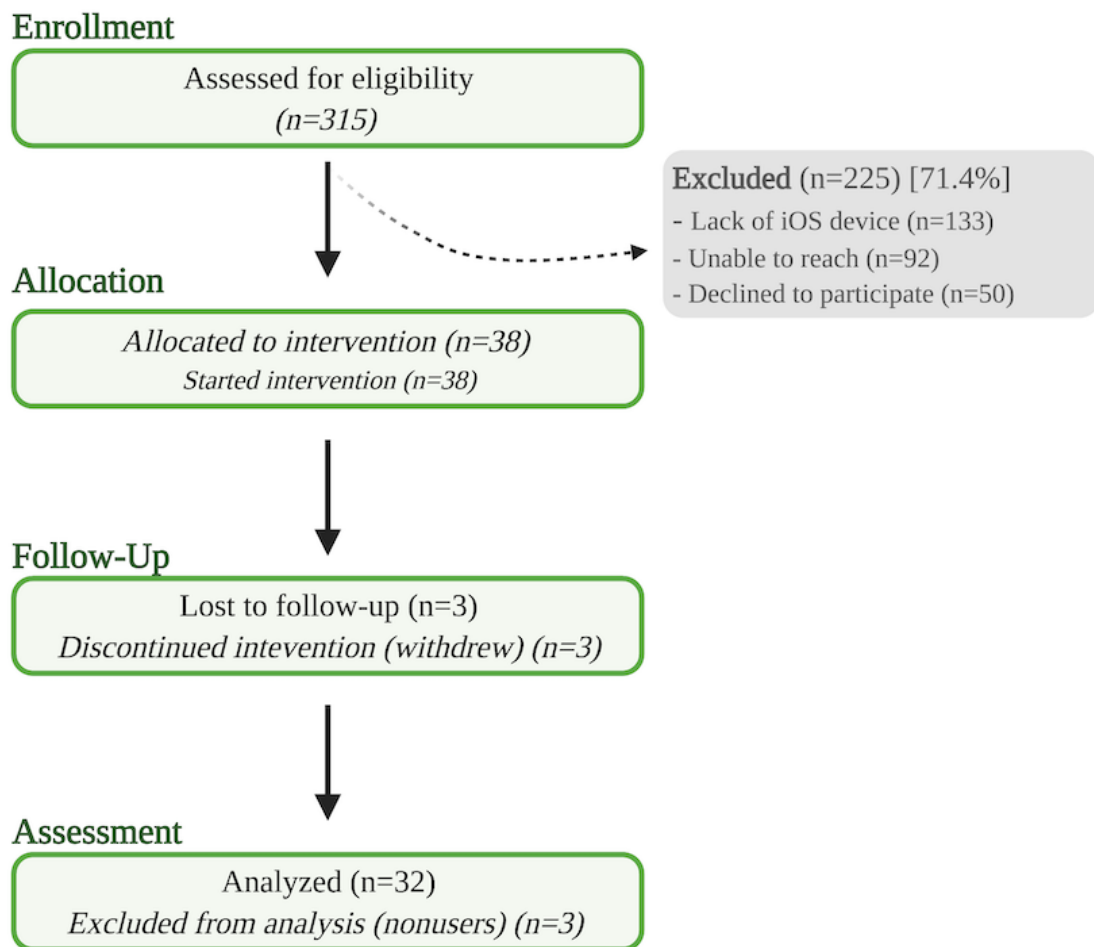 Enrollment
Assessed for eligibility
(n=315)
Excluded (n=225) [71.4%]
- Lack of iOS device (n=133)
- Unable to reach (n=92)
- Declined to participate (n=50)
Allocation
Allocated to intervention (n=38)
Started intervention (n=38)
Follow-Up
Lost to follow-up (n=3)
Discontinued intevention (withdrew) (n=3)
Assessment
Analyzed (n=32)
Excluded from analysis (nonusers) (n=3)